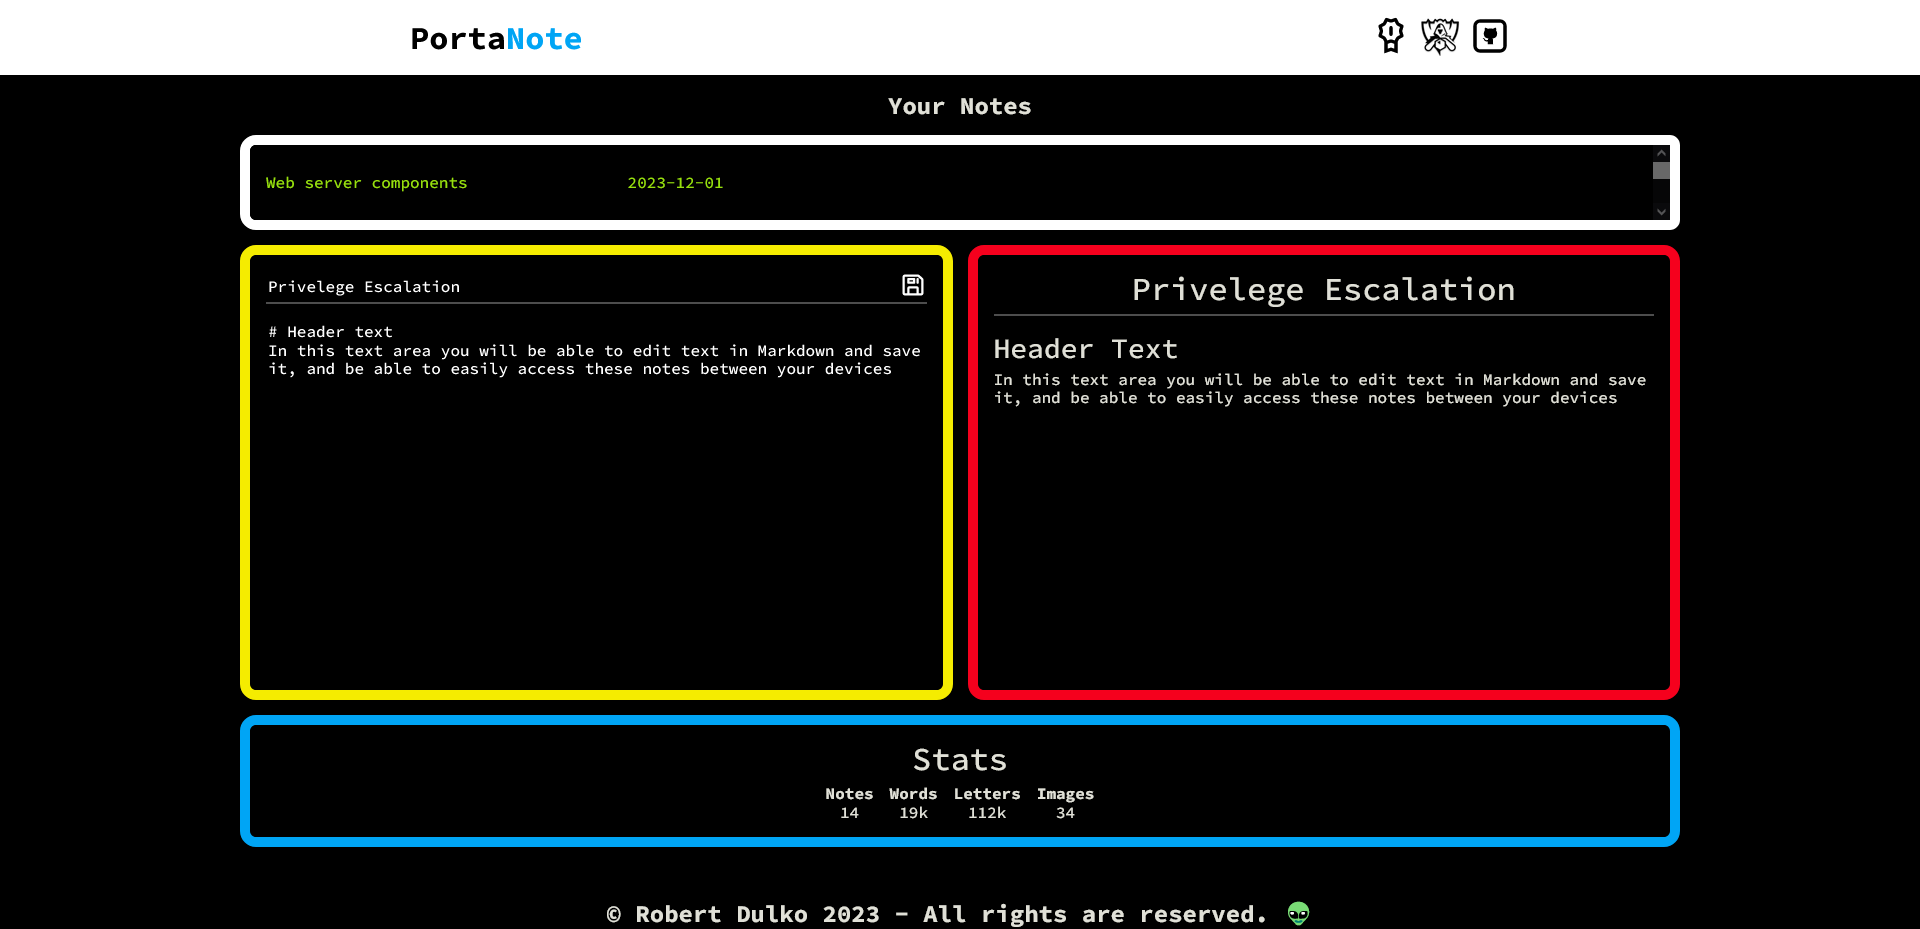 PortaNote
Your Notes
Web server components 2023-12-01
Privelege Escalation
# Header text
In this text area you will be able to edit text in Markdown and save
it, and be able to easily access these notes between your devices
Privelege Escalation
Header Text
In this text area you will be able to edit text in Markdown and save
it, and be able to easily access these notes between your devices
Stats
Notes Words Letters Images
14 19k 112k 34
© Robert Dulko 2023 - All rights are reserved. 👽